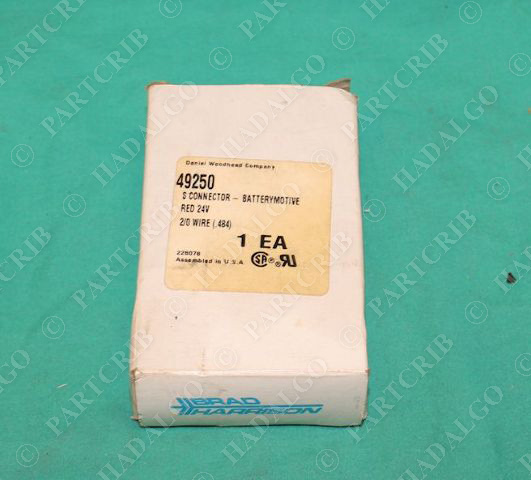 Daniel Woodhead Company
49250
S CONNECTOR - BATTERYMOTIVE
RED 24V
2/0 WIRE (.484)
1 EA
228078
Assembled in U.S.A.
BRAD
HARRISON
© PARTCRIB
© HADALGO